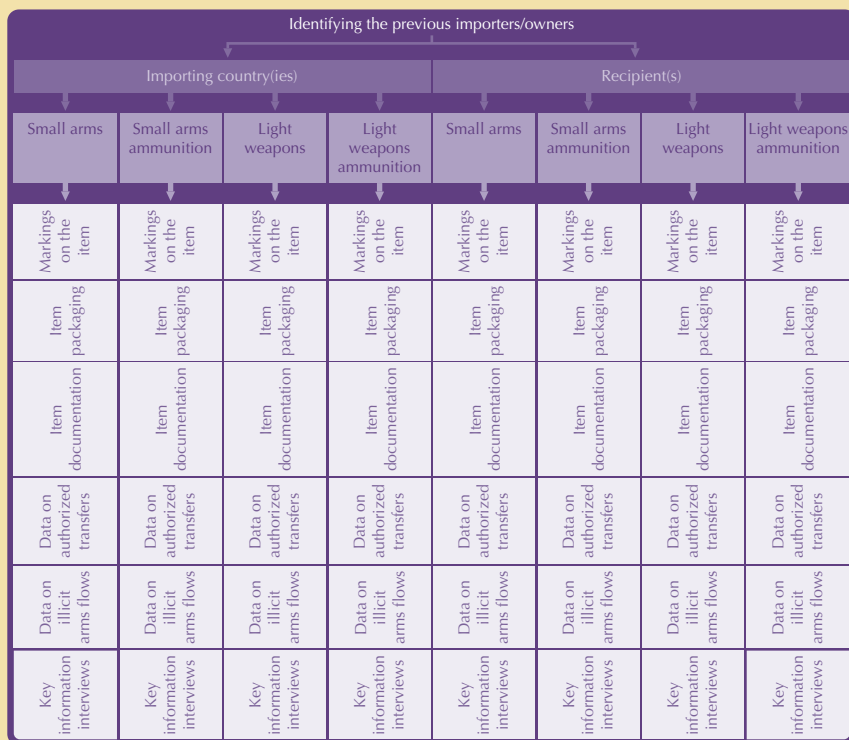 Identifying the previous importers/owners
Importing country(ies)
Recipient(s)
Small arms
Small arms
ammunition
Light
weapons
Light
weapons
ammunition
Small arms
Small arms
ammunition
Light
weapons
Light weapons
ammunition
Markings
on the
item
Markings
on the
item
Markings
on the
item
Markings
on the
item
Markings
on the
item
Markings
on the
item
Markings
on the
item
Markings
on the
item
Item
packaging
Item
packaging
Item
packaging
Item
packaging
Item
packaging
Item
packaging
Item
packaging
Item
packaging
Item
documentation
Item
documentation
Item
documentation
Item
documentation
Item
documentation
Item
documentation
Item
documentation
Item
documentation
Data on
authorized
transfers
Data on
authorized
transfers
Data on
authorized
transfers
Data on
authorized
transfers
Data on
authorized
transfers
Data on
authorized
transfers
Data on
authorized
transfers
Data on
authorized
transfers
Data on
illicit
arms flows
Data on
illicit
arms flows
Data on
illicit
arms flows
Data on
illicit
arms flows
Data on
illicit
arms flows
Data on
illicit
arms flows
Data on
illicit
arms flows
Data on
illicit
arms flows
Key
information
interviews
Key
information
interviews
Key
information
interviews
Key
information
interviews
Key
information
interviews
Key
information
interviews
Key
information
interviews
Key
information
interviews